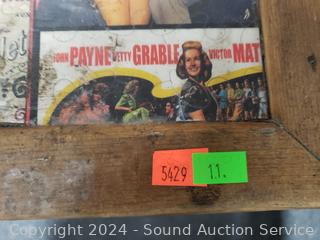 JOHN PAYNE BETTY GRABLE VICTOR MAT
5429
11.
Copyright 2024 - Sound Auction Service